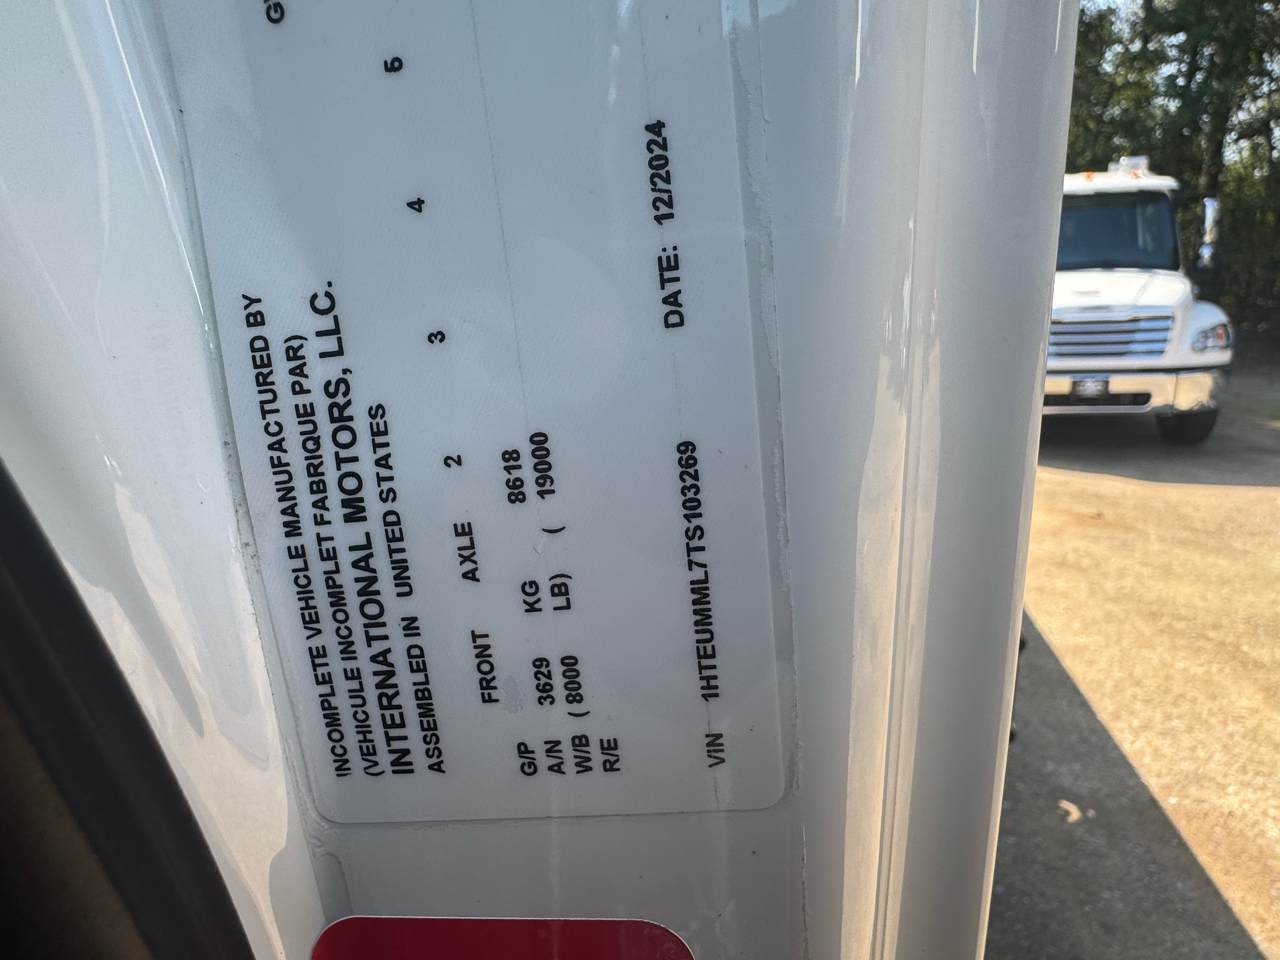 INCOMPLETE VEHICLE MANUFACTURED BY
(VEHICULE INCOMPLET FABRIQUE PAR)
INTERNATIONAL MOTORS, LLC.
ASSEMBLED IN UNITED STATES
FRONT AXLE 2 3 4 5
G/P
A/N 3629 KG 8618
W/B ( 8000 LB) ( 19000
R/E
DATE: 12/2024
VIN 1HTEUMML7TS103269